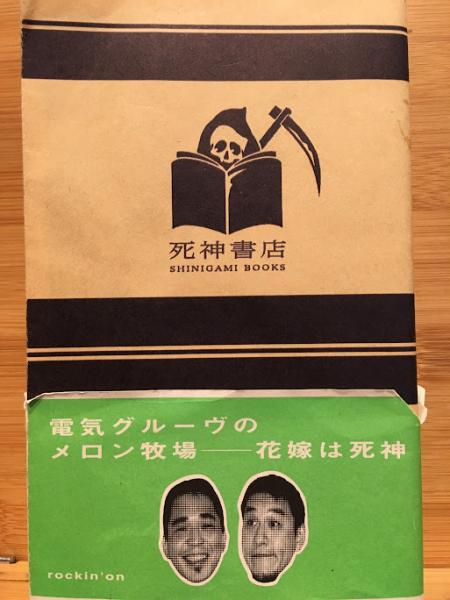 死神書店
SHINIGAMI BOOKS
電気グルーヴの
メロン牧場——花嫁は死神
rockin'on